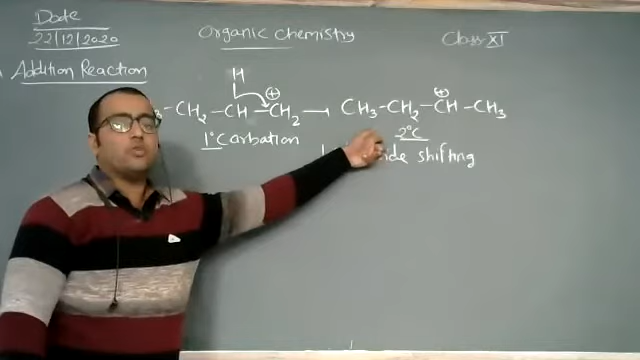 Date
22/12/2020
Organic Chemistry
Class XI
Addition Reaction
H
CH₂ – CH – CH₂ ⊕ → CH₃ – CH₂ – CH ⊕ – CH₃
1° Carbation
2°C
shifting